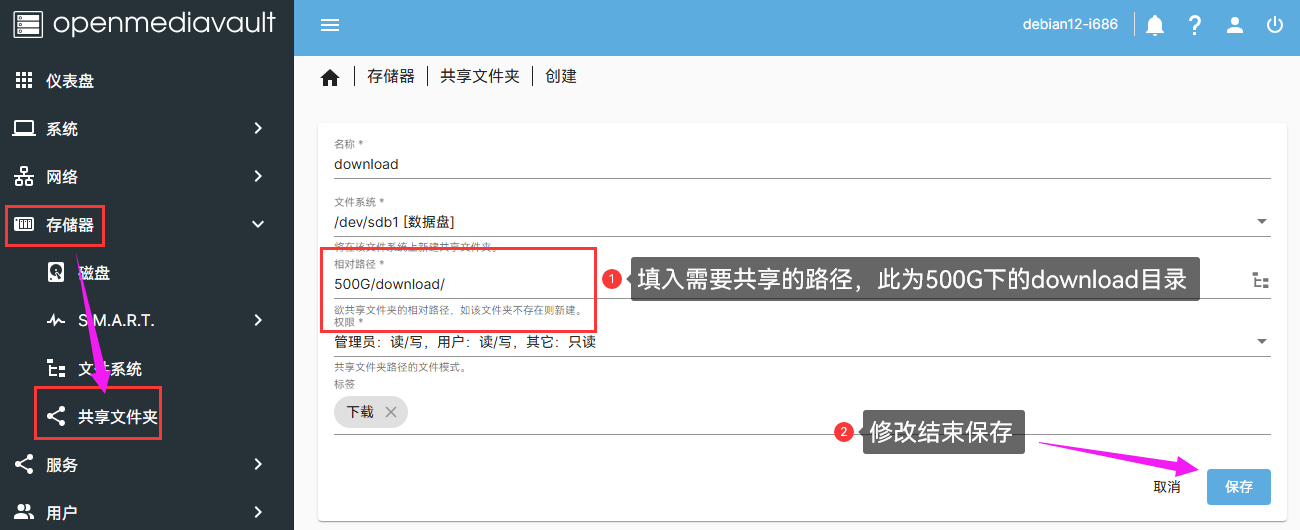 openmediavault
debian12-i686
仪表盘
系统
网络
存储器
磁盘
S.M.A.R.T.
文件系统
共享文件夹
服务
用户
存储器 | 共享文件夹 | 创建
名称 *
download
文件系统 *
/dev/sdb1 [数据盘]
将在该文件系统上新建共享文件夹。
相对路径 *
500G/download/
1 填入需要共享的路径，此为500G下的download目录
欲共享文件夹的相对路径，如该文件夹不存在则新建。
权限 *
管理员：读/写，用户：读/写，其它：只读
共享文件夹路径的文件模式。
标签
下载
2 修改结束保存
取消
保存